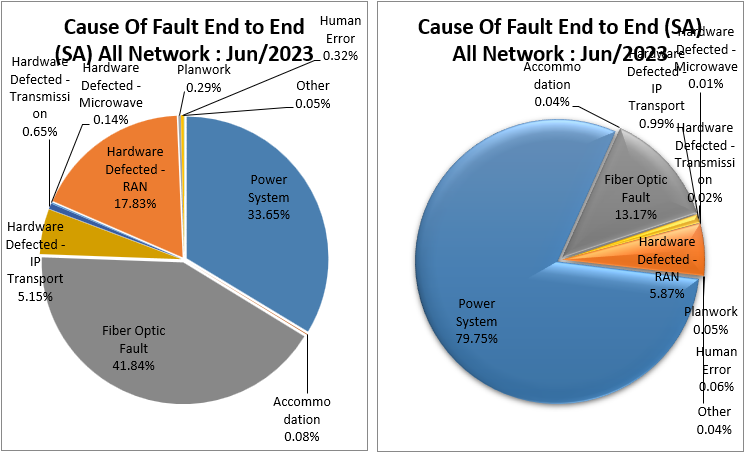 Cause Of Fault End to End
(SA) All Network : Jun/2023
Human
Error
0.32%
Hardware
Defected -
Transmissi
on
0.65%
Hardware
Defected -
Microwave
0.14%
Planwork
0.29%
Other
0.05%
Hardware
Defected -
RAN
17.83%
Power
System
33.65%
Hardware
Defected -
IP
Transport
5.15%
Fiber Optic
Fault
41.84%
Accommo
dation
0.08%
Cause Of Fault End to End (SA)
All Network : Jun/2023
Hardware
Defected -
Microwave
0.01%
Accommo
dation
0.04%
Hardware
Defected -
IP
Transport
0.99%
Hardware
Defected -
Transmissi
on
0.02%
Fiber Optic
Fault
13.17%
Hardware
Defected -
RAN
5.87%
Power
System
79.75%
Planwork
0.05%
Human
Error
0.06%
Other
0.04%